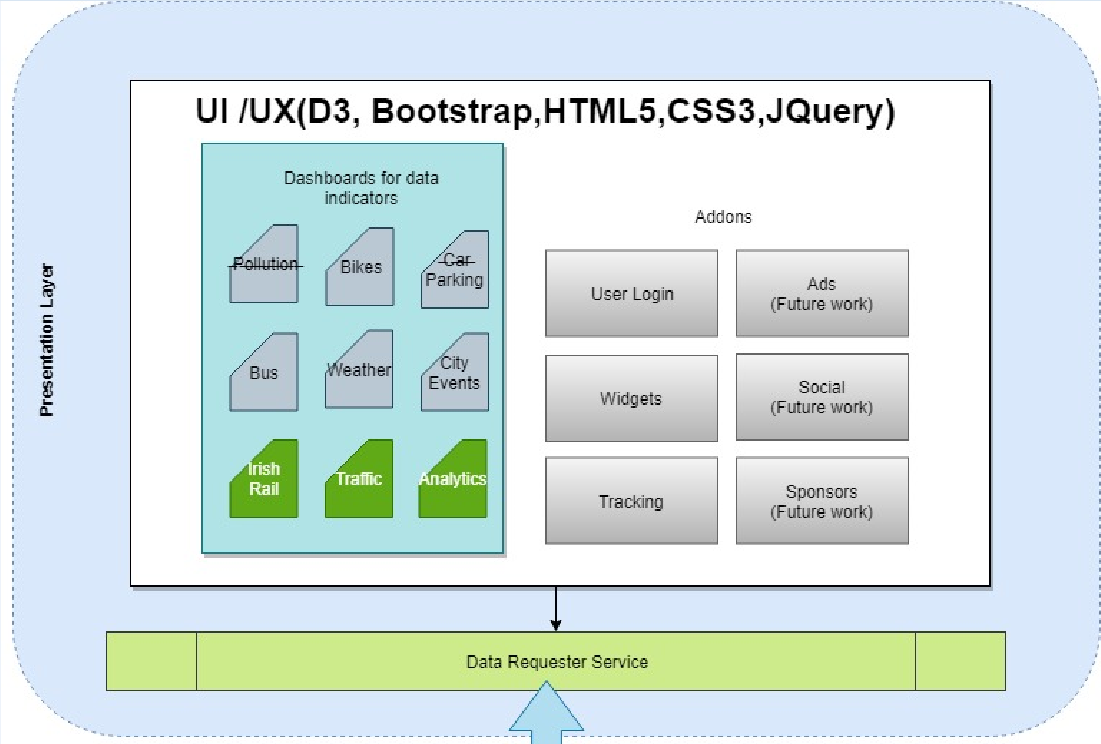 UI /UX(D3, Bootstrap,HTML5,CSS3,JQuery)
Presentation Layer
Dashboards for data
indicators
Pollution
Bikes
Car
Parking
Bus
Weather
City
Events
Irish
Rail
Traffic
Analytics
Addons
User Login
Ads
(Future work)
Widgets
Social
(Future work)
Tracking
Sponsors
(Future work)
Data Requester Service